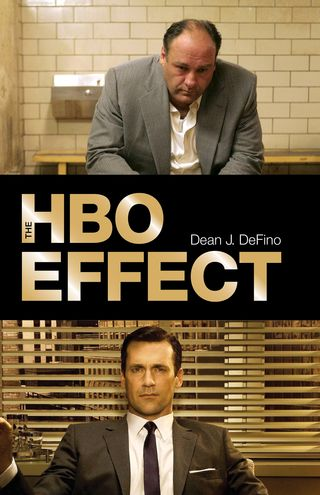 THE HBO
Dean J. DeFino
EFFECT